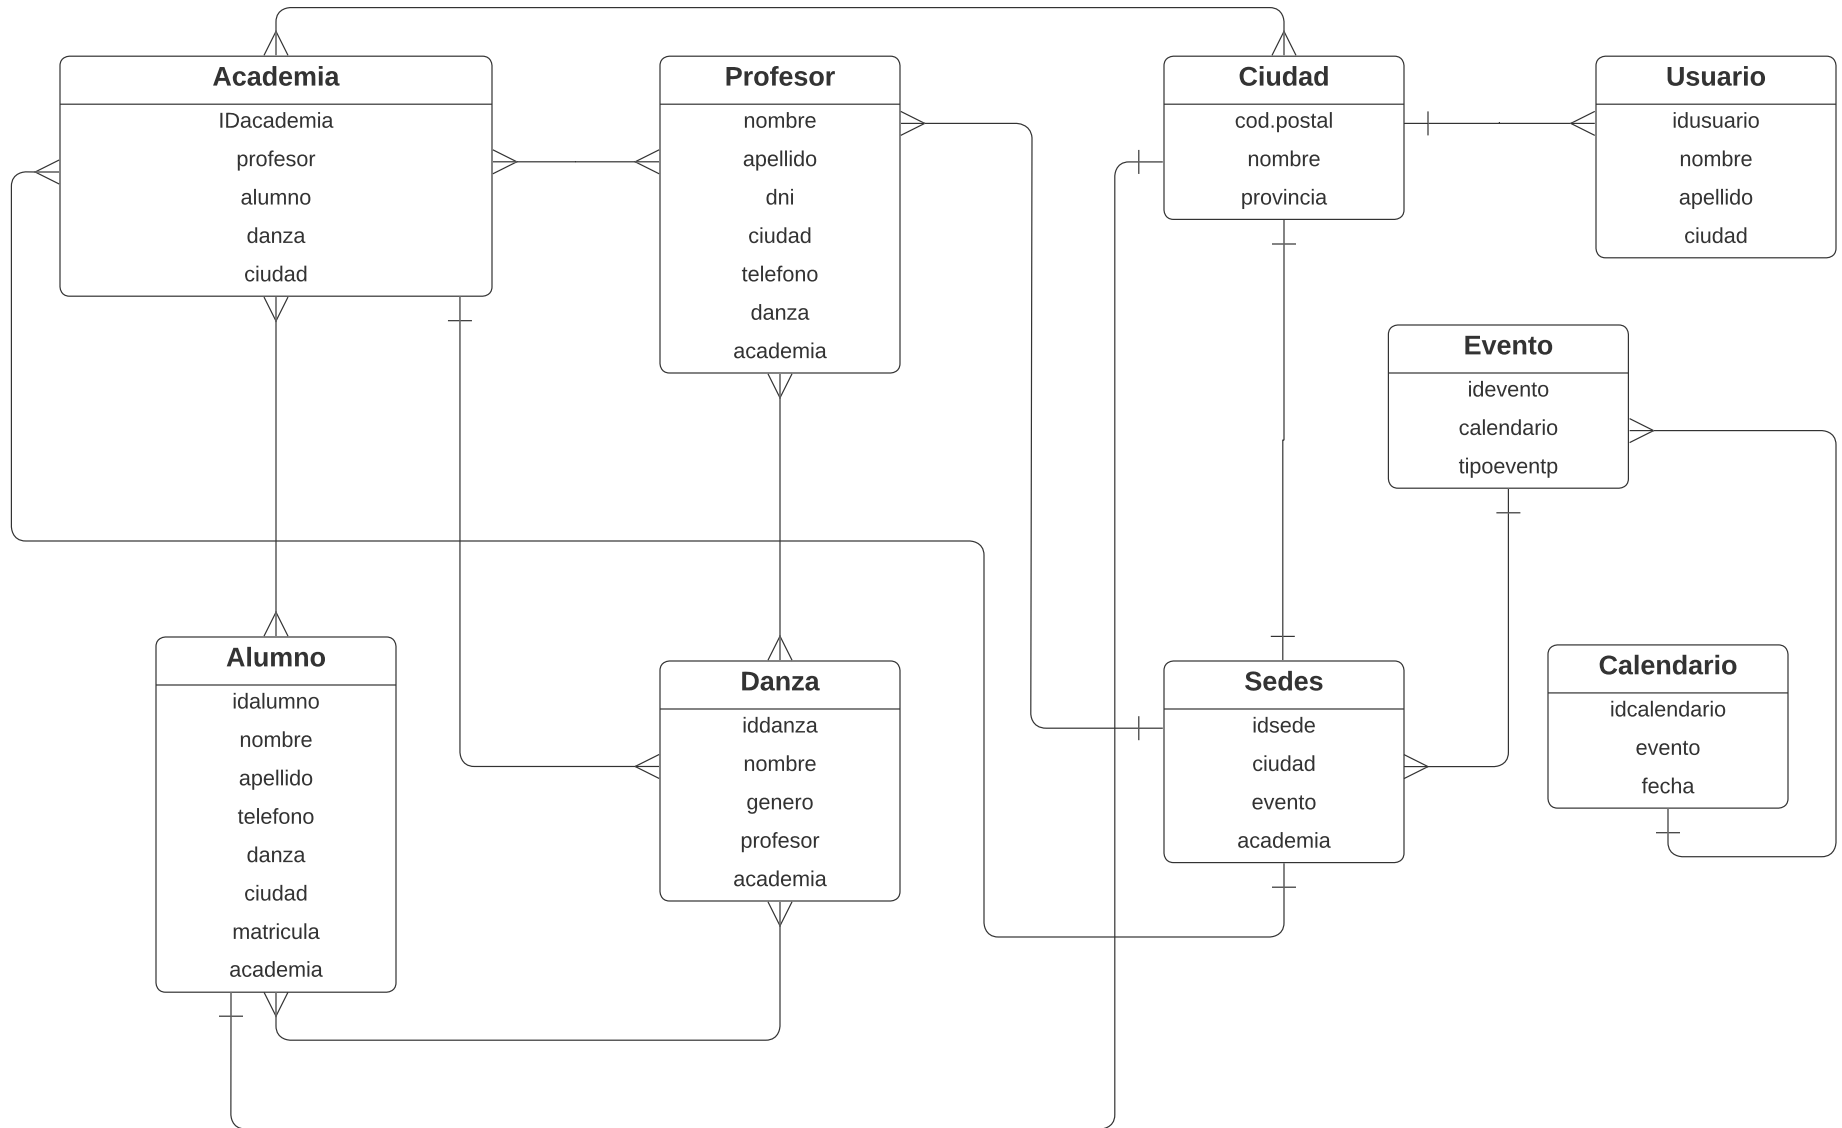 Academia
IDacademia
profesor
alumno
danza
ciudad
Profesor
nombre
apellido
dni
ciudad
telefono
danza
academia
Ciudad
cod.postal
nombre
provincia
Usuario
idusuario
nombre
apellido
ciudad
Evento
idevento
calendario
tipoeventp
Alumno
idalumno
nombre
apellido
telefono
danza
ciudad
matricula
academia
Danza
iddanza
nombre
genero
profesor
academia
Sedes
idsede
ciudad
evento
academia
Calendario
idcalendario
evento
fecha